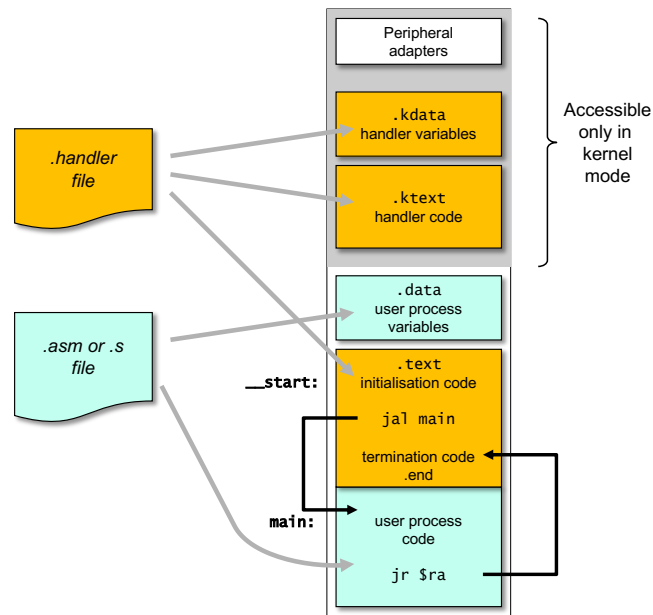 Peripheral
adapters
.kdata
handler variables
.ktext
handler code
Accessible
only in
kernel
mode
.handler
file
.data
user process
variables
.asm or .s
file
__start:
.text
initialisation code
jal main
termination code
.end
main:
user process
code
jr $ra